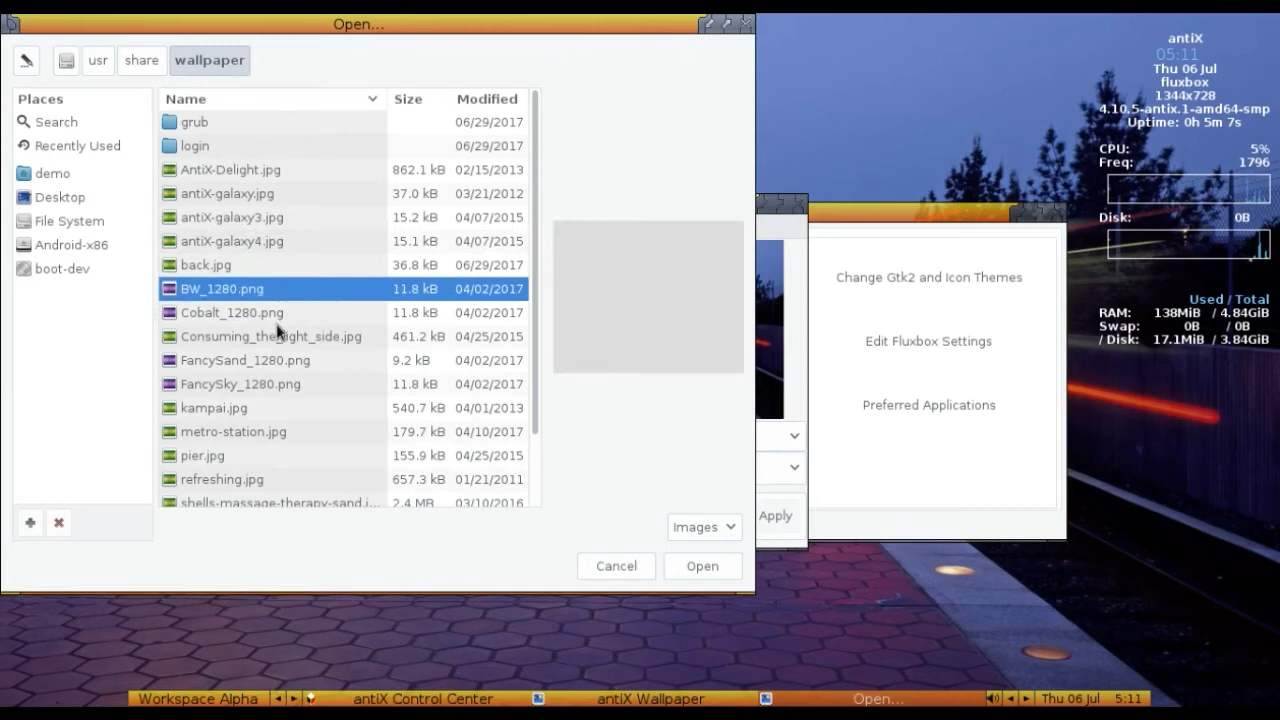 Open...
usr share wallpaper
Places
Search
Recently Used
demo
Desktop
File System
Android-x86
boot-dev
Name Size Modified
grub 06/29/2017
login 06/29/2017
AntiX-Delight.jpg 862.1 kB 02/15/2013
antiX-galaxy.jpg 37.0 kB 03/21/2012
antiX-galaxy3.jpg 15.2 kB 04/07/2015
antiX-galaxy4.jpg 15.1 kB 04/07/2015
back.jpg 36.8 kB 06/29/2017
BW_1280.png 11.8 kB 04/02/2017
Cobalt_1280.png 11.8 kB 04/02/2017
Consuming_the_light_side.jpg 461.2 kB 04/25/2015
FancySand_1280.png 9.2 kB 04/02/2017
FancySky_1280.png 11.8 kB 04/02/2017
kampai.jpg 540.7 kB 04/01/2013
metro-station.jpg 179.7 kB 04/10/2017
pier.jpg 155.9 kB 04/25/2015
refreshing.jpg 657.3 kB 01/21/2011
shells-massage-therapy-sand.j... 2.4 MB 03/10/2016
Images
Cancel Open
Apply
Change Gtk2 and Icon Themes
Edit Fluxbox Settings
Preferred Applications
antiX
05:11
Thu 06 Jul
fluxbox
1344x728
4.10.5-antix.1-amd64-smp
Uptime: 0h 5m 7s
CPU: 5%
Freq: 1796
Disk: 0B
Used / Total
RAM: 138MiB / 4.84GiB
Swap: 0B / 0B
/ Disk: 17.1MiB / 3.84GiB
Workspace Alpha antiX Control Center antiX Wallpaper Open... Thu 06 Jul 5:11